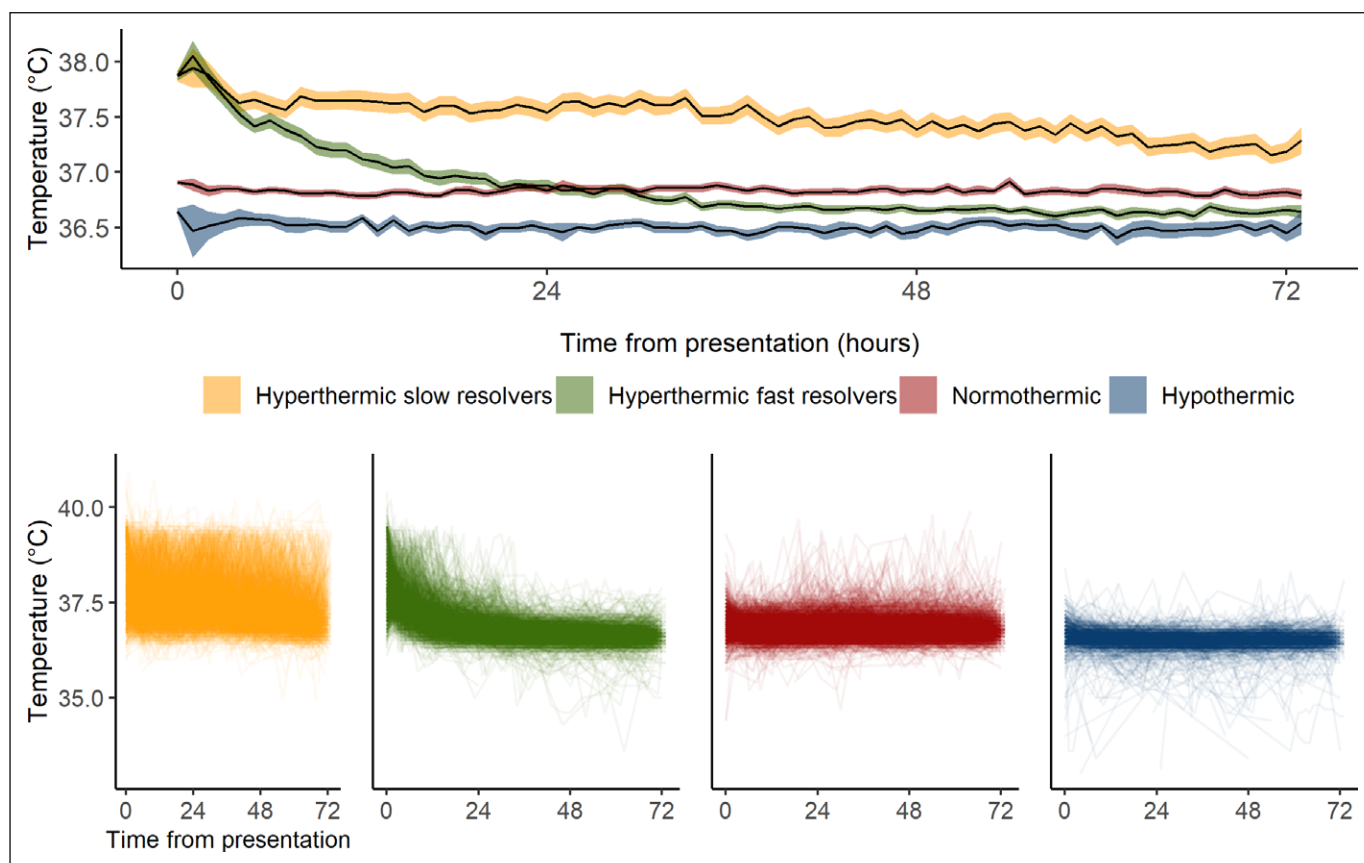 Temperature (°C)
38.0
37.5
37.0
36.5
0 24 48 72
Time from presentation (hours)
Hyperthermic slow resolvers Hyperthermic fast resolvers Normothermic Hypothermic
Temperature (°C)
40.0
37.5
35.0
0 24 48 72 0 24 48 72 0 24 48 72 0 24 48 72
Time from presentation